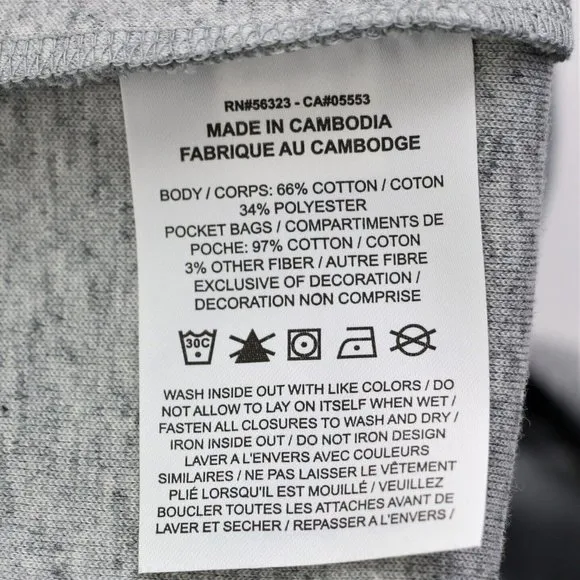 RN#56323 - CA#05553
MADE IN CAMBODIA
FABRIQUE AU CAMBODGE
BODY / CORPS: 66% COTTON / COTON
34% POLYESTER
POCKET BAGS / COMPARTIMENTS DE
POCHE: 97% COTTON / COTON
3% OTHER FIBER / AUTRE FIBRE
EXCLUSIVE OF DECORATION /
DECORATION NON COMPRISE
30C
WASH INSIDE OUT WITH LIKE COLORS / DO
NOT ALLOW TO LAY ON ITSELF WHEN WET /
FASTEN ALL CLOSURES TO WASH AND DRY /
IRON INSIDE OUT / DO NOT IRON DESIGN
LAVER A L'ENVERS AVEC COULEURS
SIMILAIRES / NE PAS LAISSER LE VÊTEMENT
PLIÉ LORSQU'IL EST MOUILLÉ / VEUILLEZ
BOUCLER TOUTES LES ATTACHES AVANT DE
LAVER ET SECHER / REPASSER A L'ENVERS /